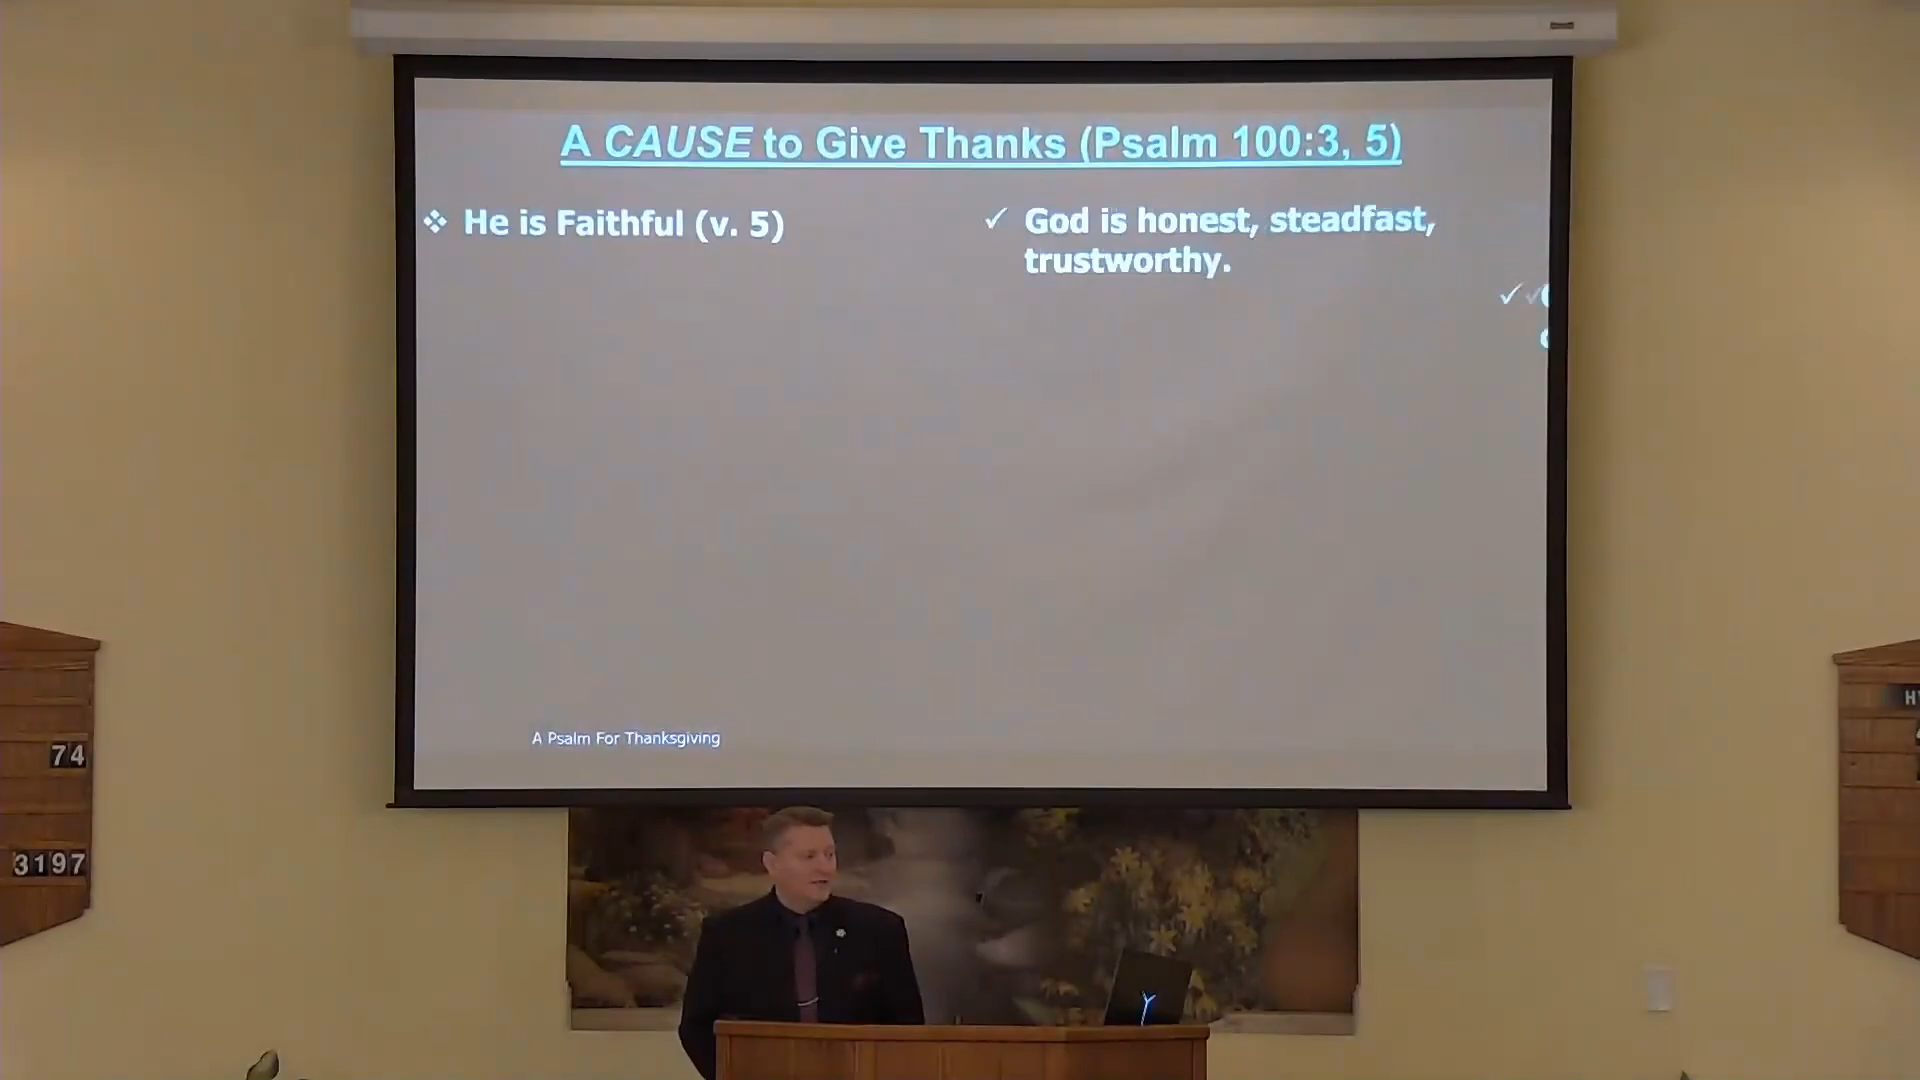 A CAUSE to Give Thanks (Psalm 100:3, 5)
He is Faithful (v. 5)
God is honest, steadfast,
trustworthy.
A Psalm For Thanksgiving
74
3197